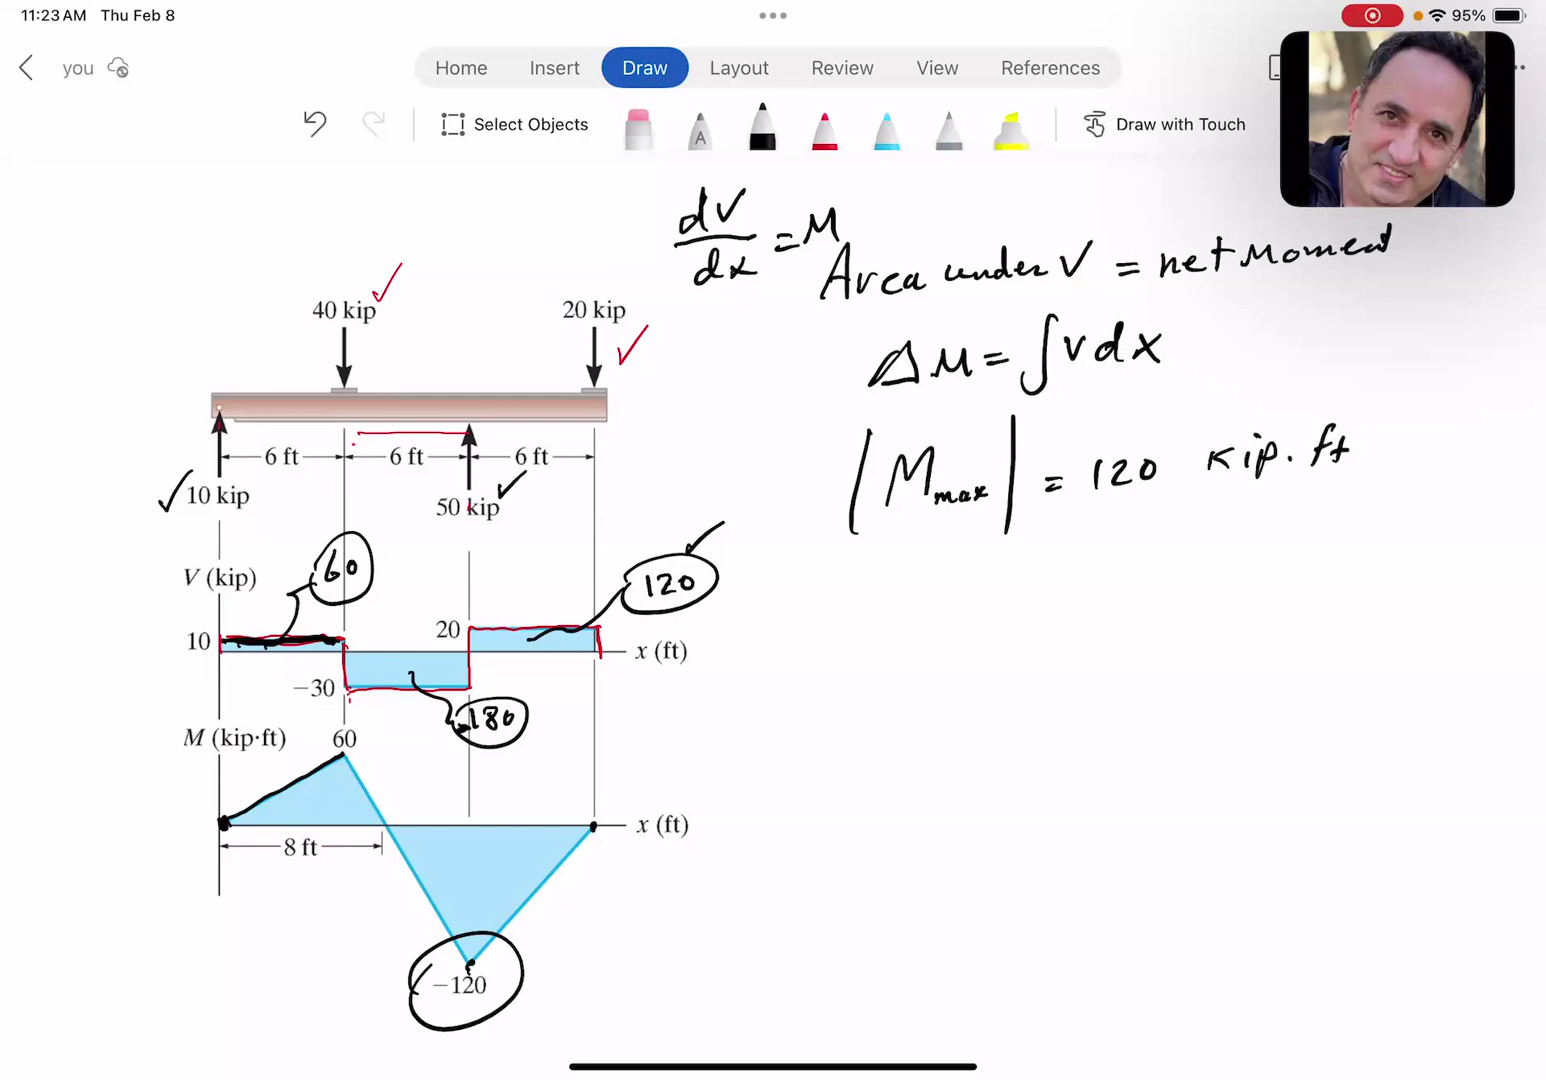 11:23 AM Thu Feb 8
95%
you
Home Insert Draw Layout Review View References
Select Objects
A
Draw with Touch
dV/dx = M
Area under V = net Moment
ΔM = ∫Vdx
|Mmax| = 120 kip.ft
40 kip
20 kip
6 ft 6 ft 6 ft
10 kip
50 kip
60
V (kip)
120
10
20
x (ft)
−30
-180
M (kip·ft)
60
x (ft)
8 ft
−120